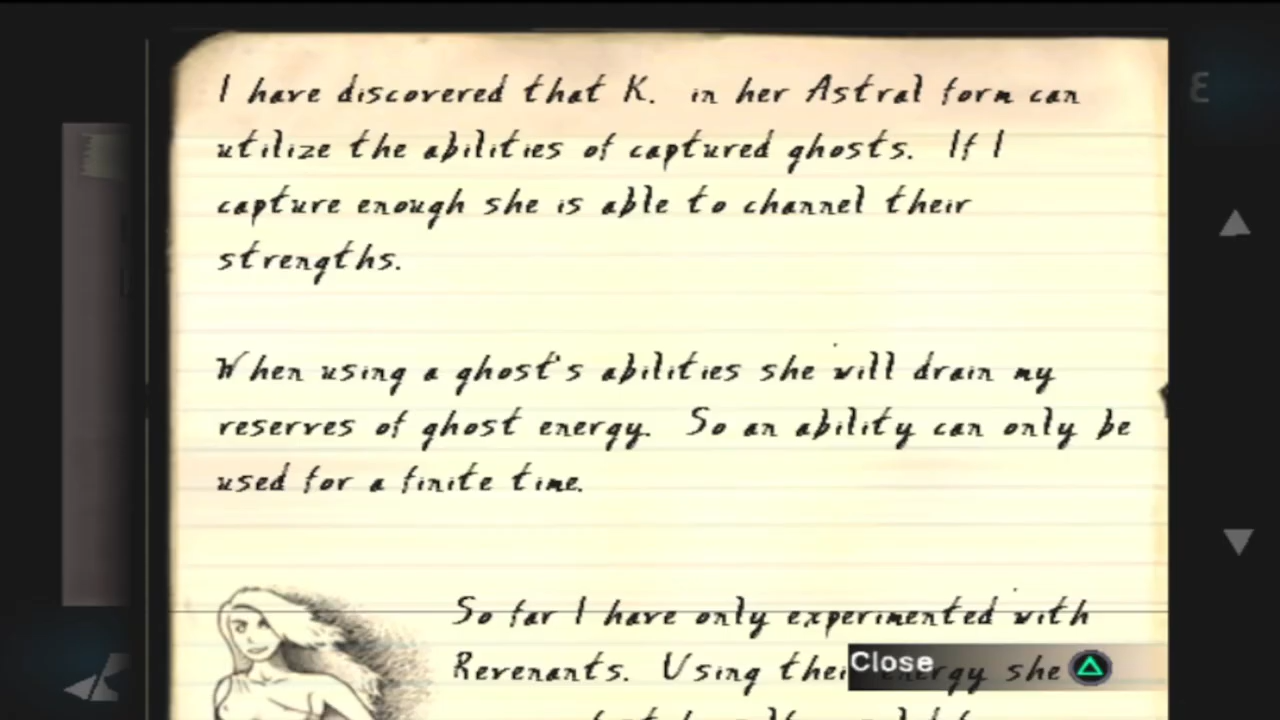 I have discovered that K. in her Astral form can
utilize the abilities of captured ghosts. If I
capture enough she is able to channel their
strengths.
When using a ghost's abilities she will drain my
reserves of ghost energy. So an ability can only be
used for a finite time.
So far I have only experimented with
Revenants. Using their energy she
Close